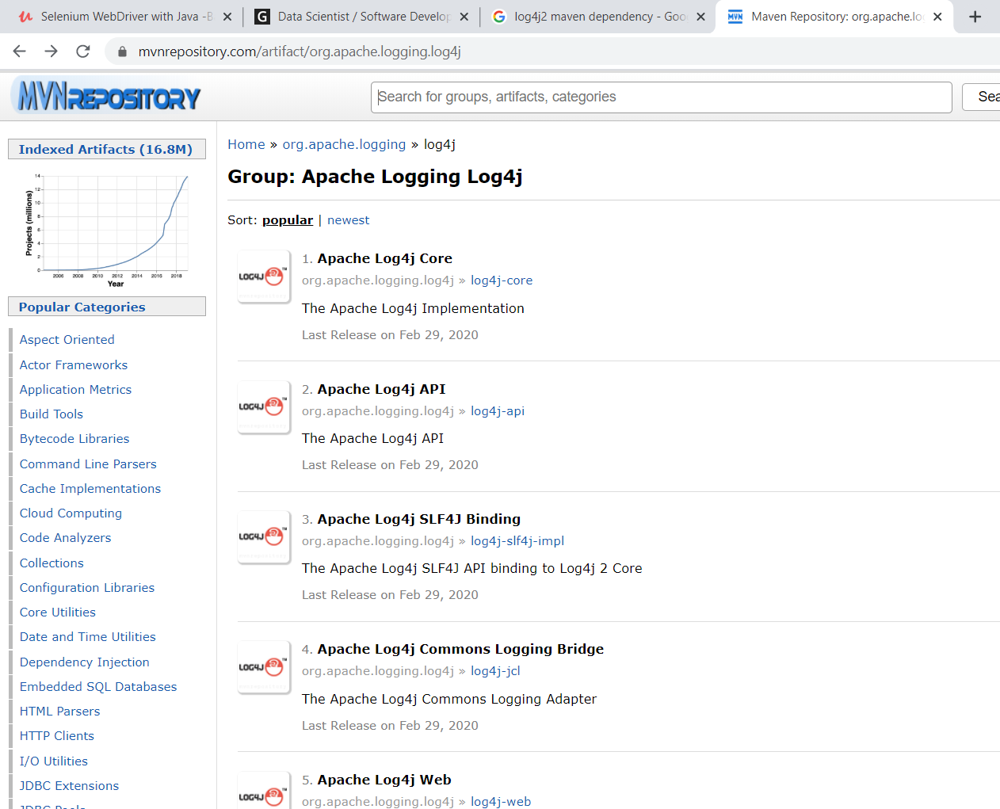 Selenium WebDriver with Java -B
Data Scientist / Software Develop
log4j2 maven dependency - Goo
Maven Repository: org.apache.lo
mvnrepository.com/artifact/org.apache.logging.log4j
MVNREPOSITORY
Search for groups, artifacts, categories
Sea
Indexed Artifacts (16.8M)
Projects (millions)
14
12
10
8
6
4
2
0
2006 2008 2010 2012 2014 2016 2018
Year
Popular Categories
Aspect Oriented
Actor Frameworks
Application Metrics
Build Tools
Bytecode Libraries
Command Line Parsers
Cache Implementations
Cloud Computing
Code Analyzers
Collections
Configuration Libraries
Core Utilities
Date and Time Utilities
Dependency Injection
Embedded SQL Databases
HTML Parsers
HTTP Clients
I/O Utilities
JDBC Extensions
JDBC Pools
Home » org.apache.logging » log4j
Group: Apache Logging Log4j
Sort: popular | newest
LOG4J™
1. Apache Log4j Core
org.apache.logging.log4j » log4j-core
The Apache Log4j Implementation
Last Release on Feb 29, 2020
LOG4J™
2. Apache Log4j API
org.apache.logging.log4j » log4j-api
The Apache Log4j API
Last Release on Feb 29, 2020
LOG4J™
3. Apache Log4j SLF4J Binding
org.apache.logging.log4j » log4j-slf4j-impl
The Apache Log4j SLF4J API binding to Log4j 2 Core
Last Release on Feb 29, 2020
LOG4J™
4. Apache Log4j Commons Logging Bridge
org.apache.logging.log4j » log4j-jcl
The Apache Log4j Commons Logging Adapter
Last Release on Feb 29, 2020
LOG4J™
5. Apache Log4j Web
org.apache.logging.log4j » log4j-web